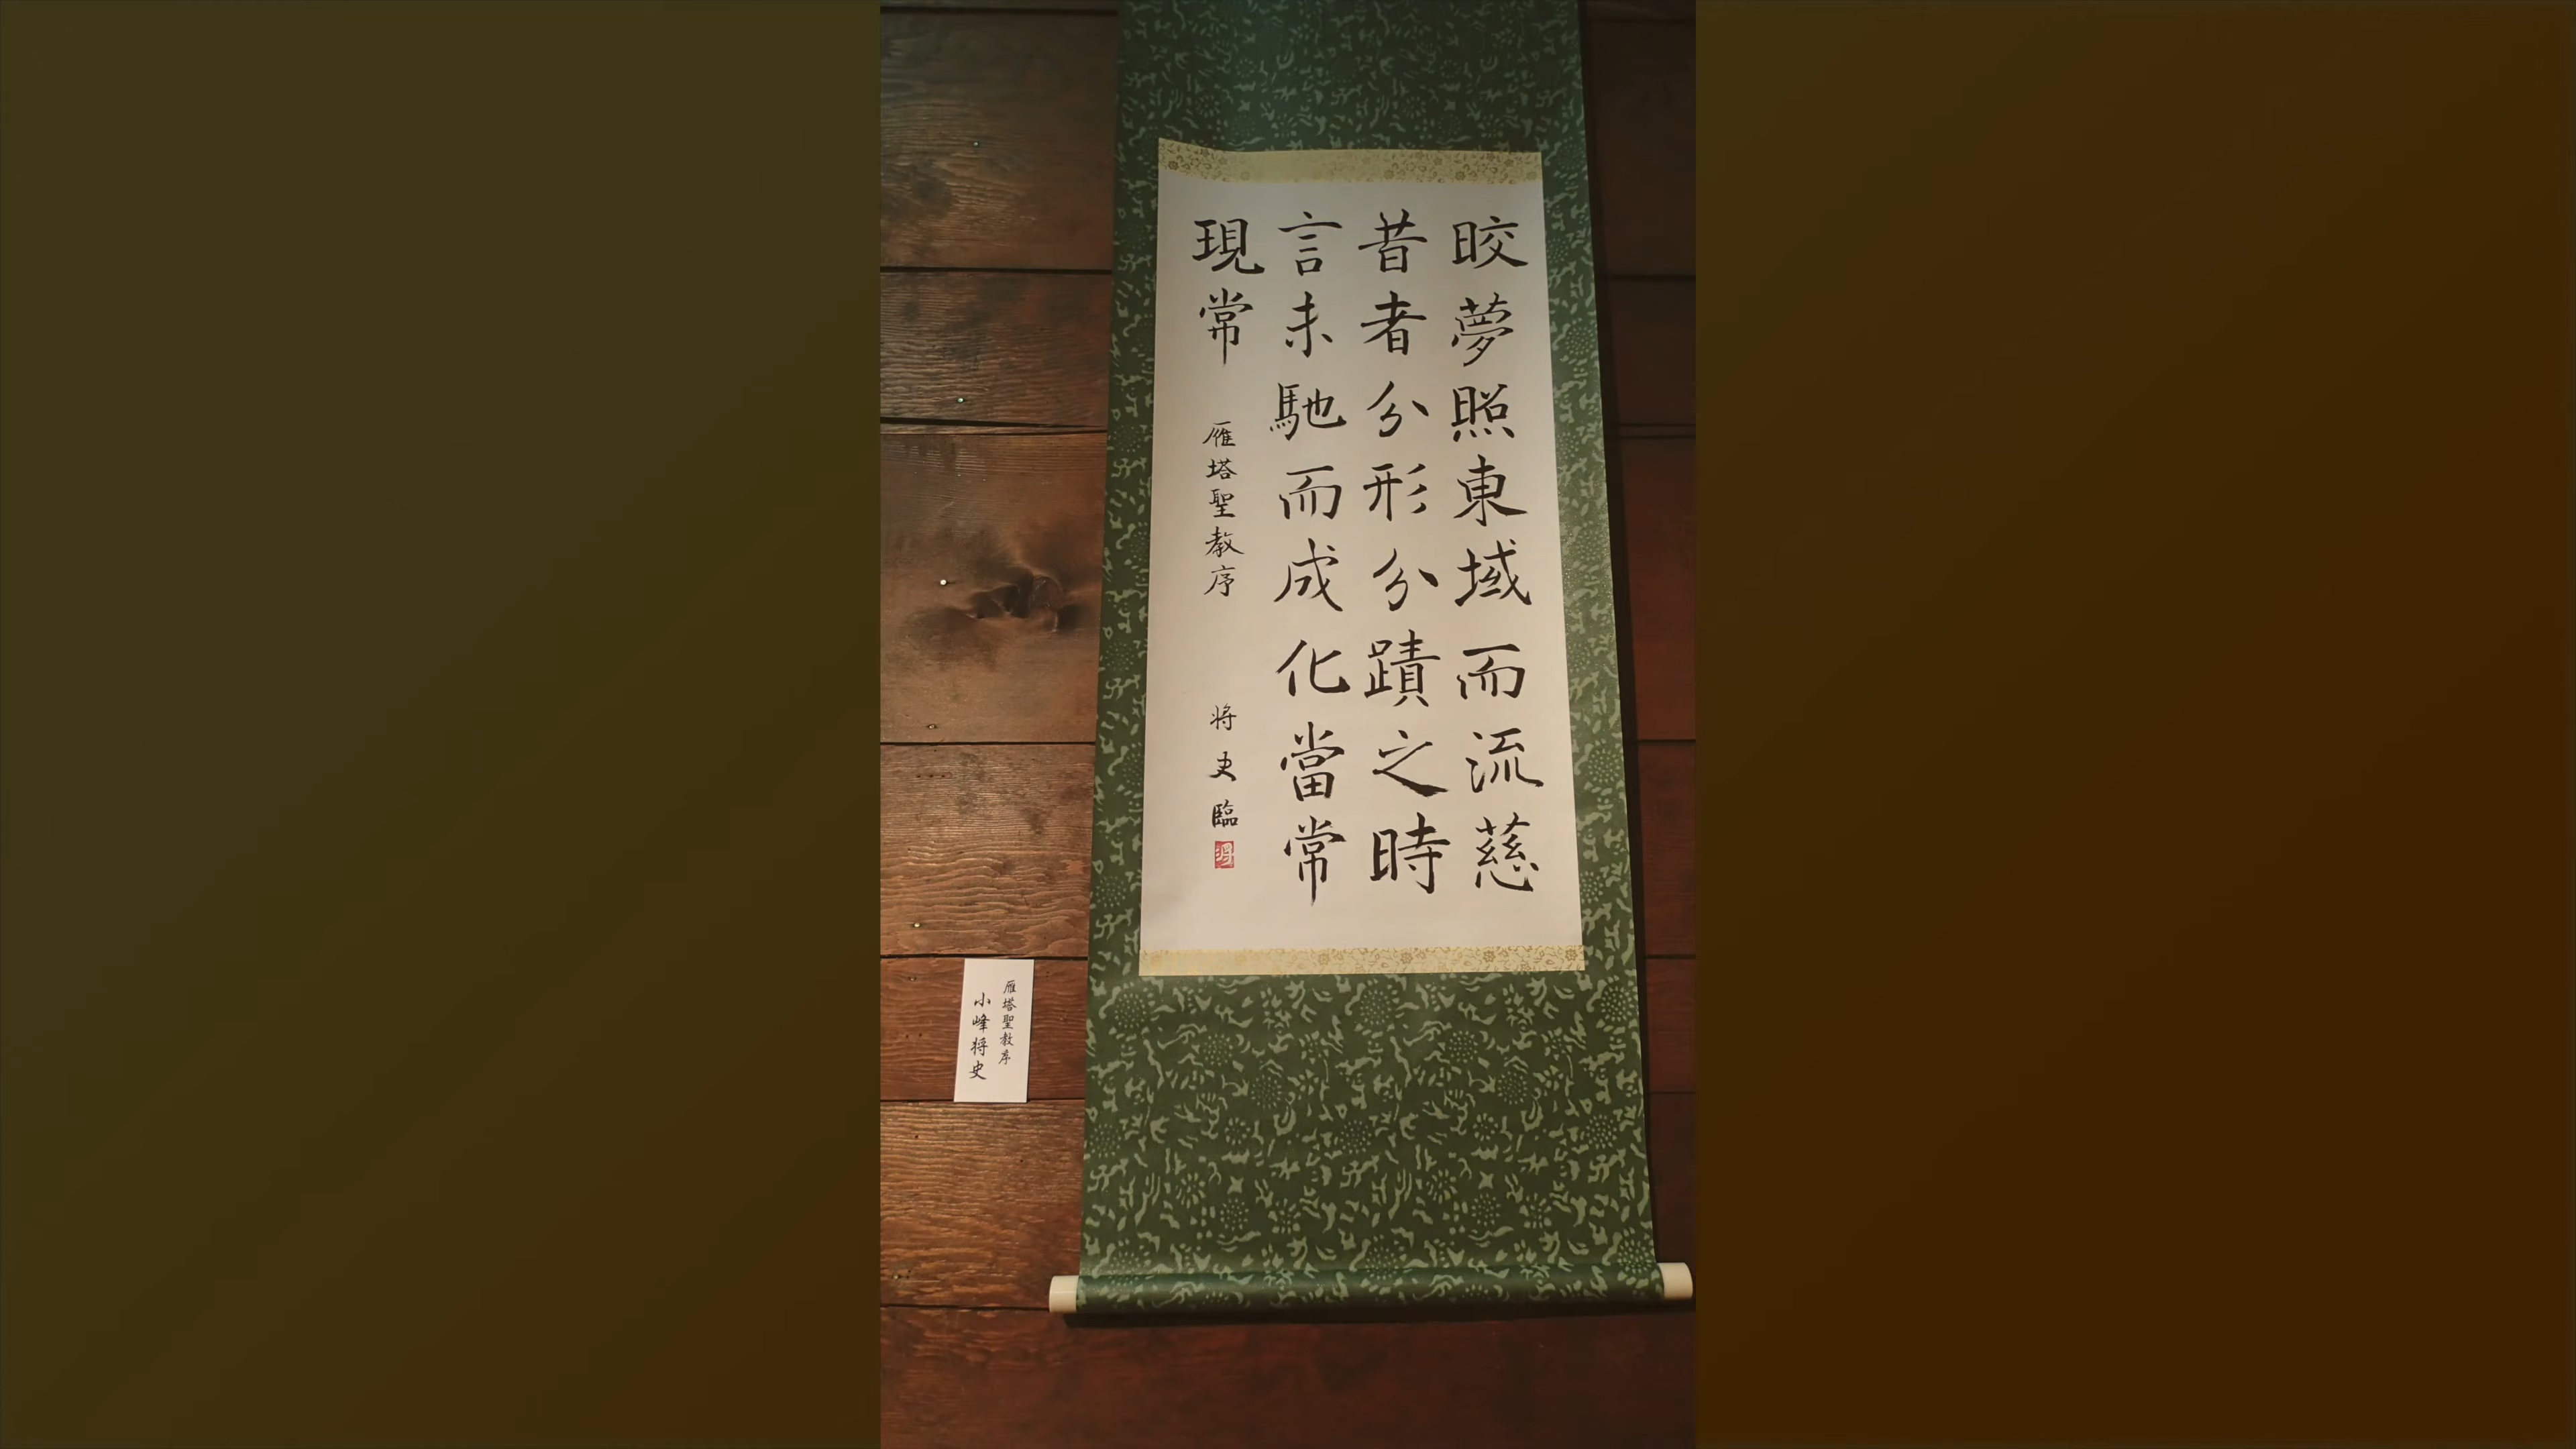 晈夢照東域而流慈
昔者分形分蹟之時
言未馳而成化當常
現常
雁塔聖教序
将史臨
雁塔聖教序
小峰将史